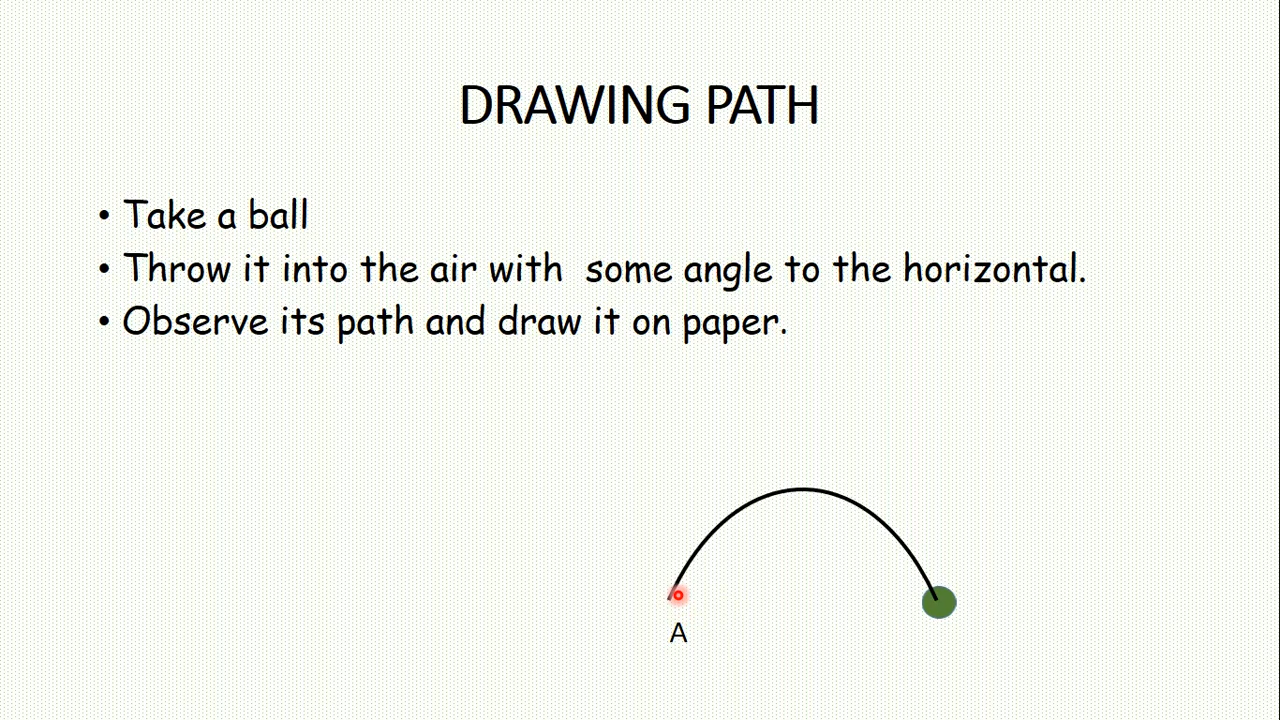 DRAWING PATH
• Take a ball
• Throw it into the air with  some angle to the horizontal.
• Observe its path and draw it on paper.
A